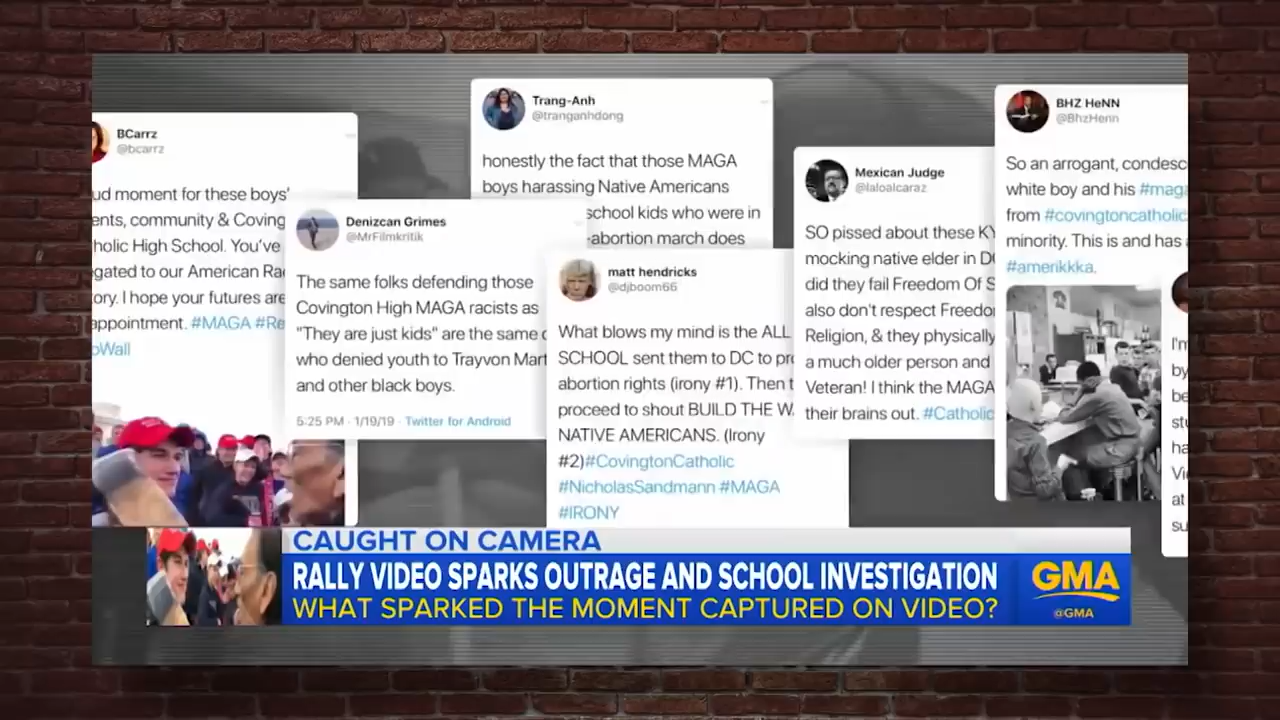 BCarrz
@bcarrz
ud moment for these boys'
ents, community & Coving
holic High School. You've
gated to our American Ra
ory. I hope your futures are
appointment. #MAGA #Re
oWall
Denizcan Grimes
@MrFilmkritik
The same folks defending those
Covington High MAGA racists as
"They are just kids" are the same
who denied youth to Trayvon Mart
and other black boys.
5:25 PM · 1/19/19 · Twitter for Android
Trang-Anh
@tranganhdong
honestly the fact that those MAGA
boys harassing Native Americans
school kids who were in
-abortion march does
matt hendricks
@djboom66
What blows my mind is the ALL
SCHOOL sent them to DC to pr
abortion rights (irony #1). Then t
proceed to shout BUILD THE W
NATIVE AMERICANS. (Irony
#2)#CovingtonCatholic
#NicholasSandmann #MAGA
#IRONY
Mexican Judge
@laloalcaraz
SO pissed about these KY
mocking native elder in D
did they fail Freedom Of S
also don't respect Freedo
Religion, & they physically
a much older person and
Veteran! I think the MAGA
their brains out. #Catholic
BHZ HeNN
@BhzHenn
So an arrogant, condesc
white boy and his #maga
from #covingtoncatholic
minority. This is and has
#amerikkka.
I'm
by
be
stu
ha
Vi
at
su
CAUGHT ON CAMERA
RALLY VIDEO SPARKS OUTRAGE AND SCHOOL INVESTIGATION
WHAT SPARKED THE MOMENT CAPTURED ON VIDEO?
GMA
@GMA